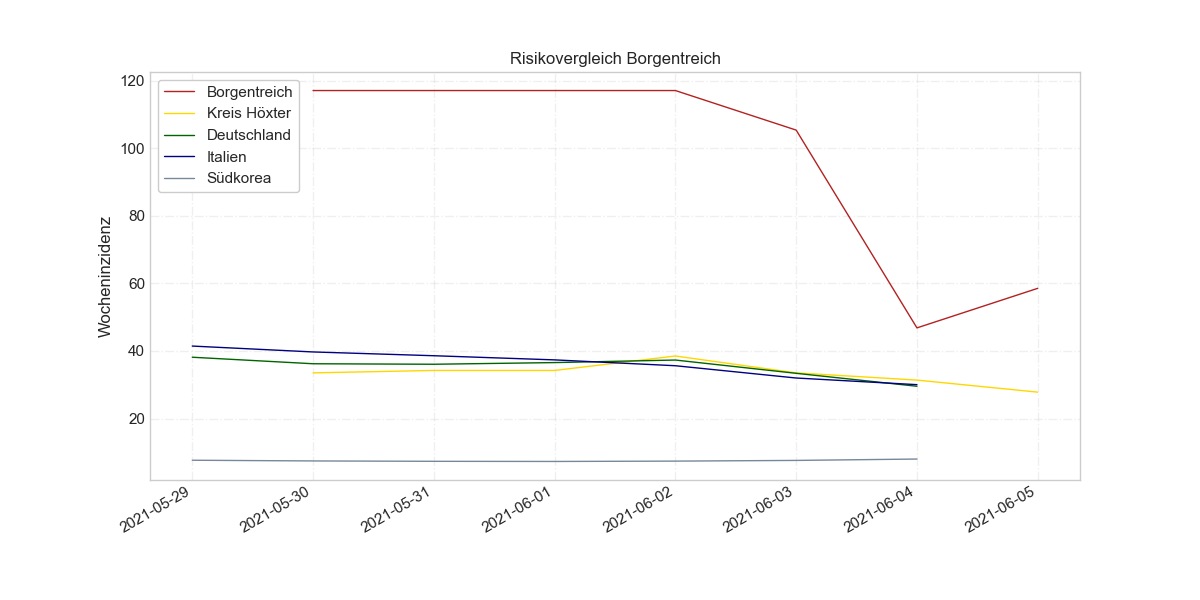 Risikovergleich Borgentreich
Wocheninzidenz
120
100
80
60
40
20
Borgentreich
Kreis Höxter
Deutschland
Italien
Südkorea
2021-05-29
2021-05-30
2021-05-31
2021-06-01
2021-06-02
2021-06-03
2021-06-04
2021-06-05